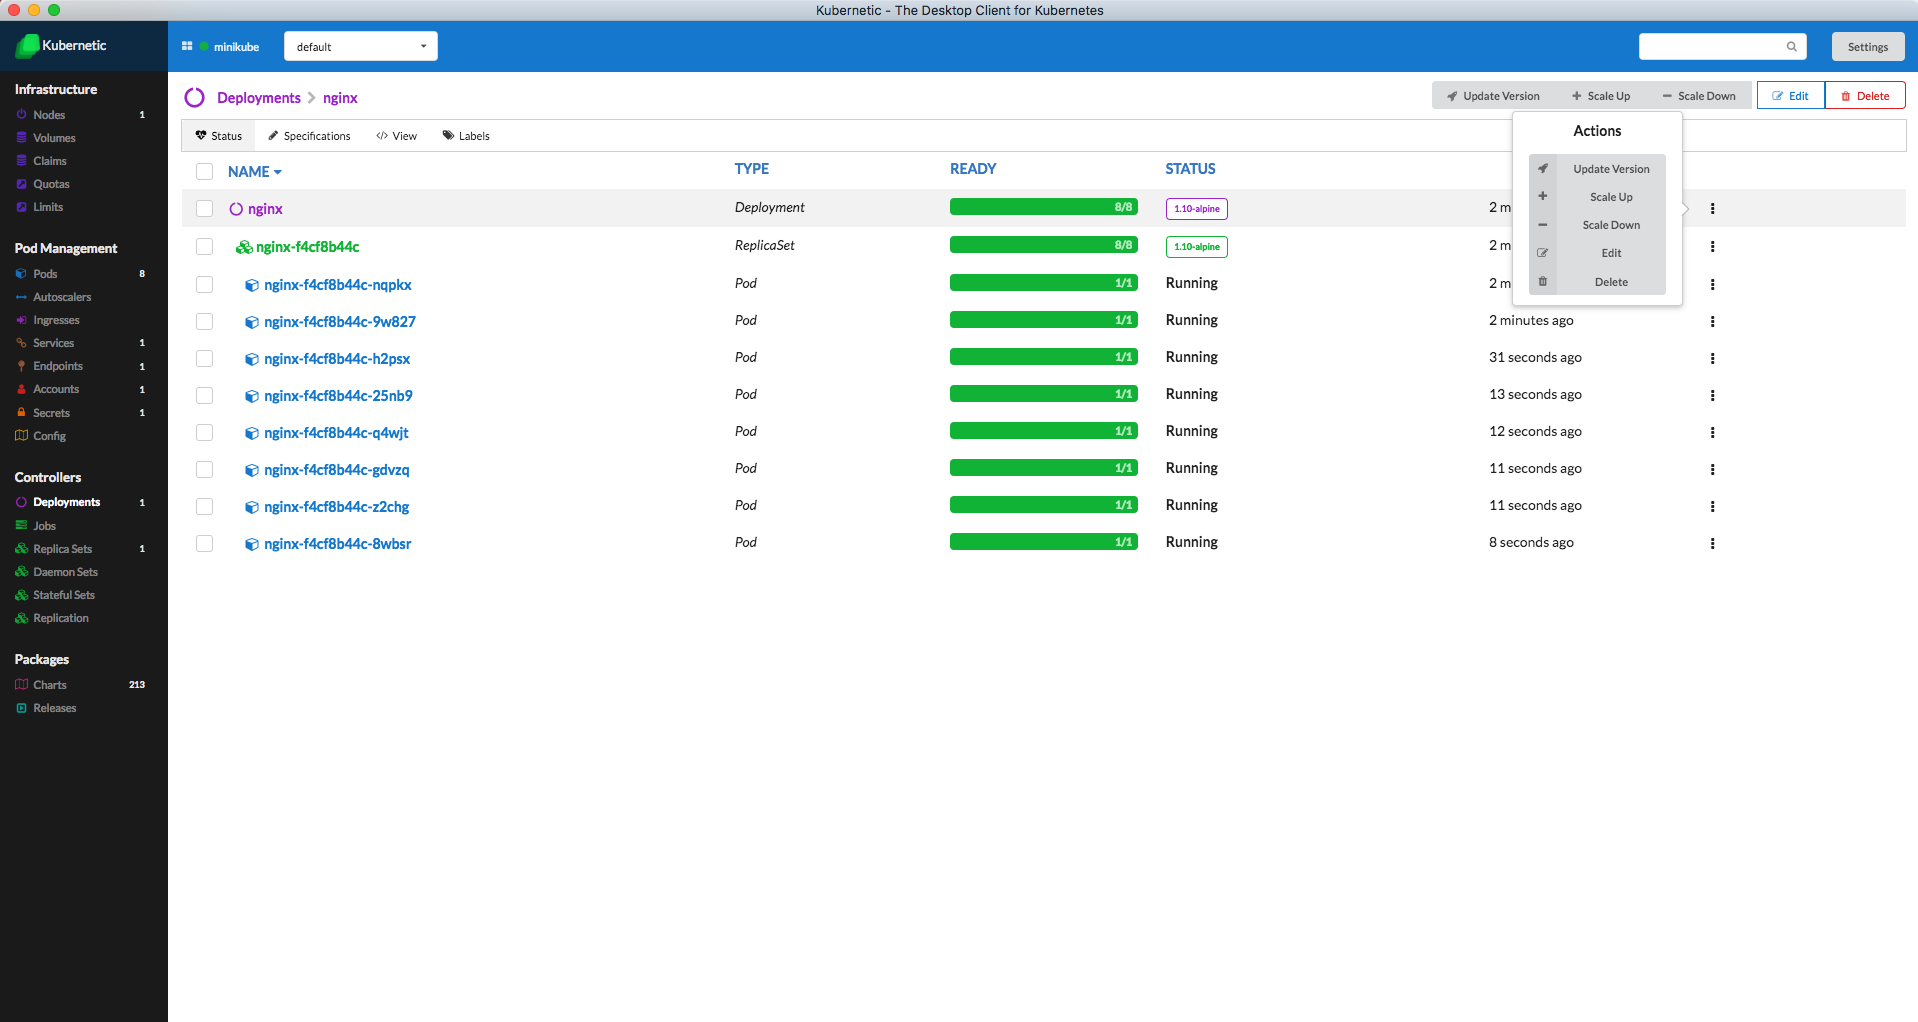 Kubernetic - The Desktop Client for Kubernetes
Kubernetic
minikube
default
Settings
Infrastructure
Nodes 1
Volumes
Claims
Quotas
Limits
Pod Management
Pods 8
Autoscalers
Ingresses
Services 1
Endpoints 1
Accounts 1
Secrets 1
Config
Controllers
Deployments 1
Jobs
Replica Sets 1
Daemon Sets
Stateful Sets
Replication
Packages
Charts 213
Releases
Deployments nginx
Update Version Scale Up Scale Down Edit Delete
Status Specifications View Labels
NAME TYPE READY STATUS
nginx Deployment 8/8 1.10-alpine 2 m
nginx-f4cf8b44c ReplicaSet 8/8 1.10-alpine 2 m
nginx-f4cf8b44c-nqpkx Pod 1/1 Running 2 m
nginx-f4cf8b44c-9w827 Pod 1/1 Running 2 minutes ago
nginx-f4cf8b44c-h2psx Pod 1/1 Running 31 seconds ago
nginx-f4cf8b44c-25nb9 Pod 1/1 Running 13 seconds ago
nginx-f4cf8b44c-q4wjt Pod 1/1 Running 12 seconds ago
nginx-f4cf8b44c-gdvzq Pod 1/1 Running 11 seconds ago
nginx-f4cf8b44c-z2chg Pod 1/1 Running 11 seconds ago
nginx-f4cf8b44c-8wbsr Pod 1/1 Running 8 seconds ago
Actions
Update Version
Scale Up
Scale Down
Edit
Delete